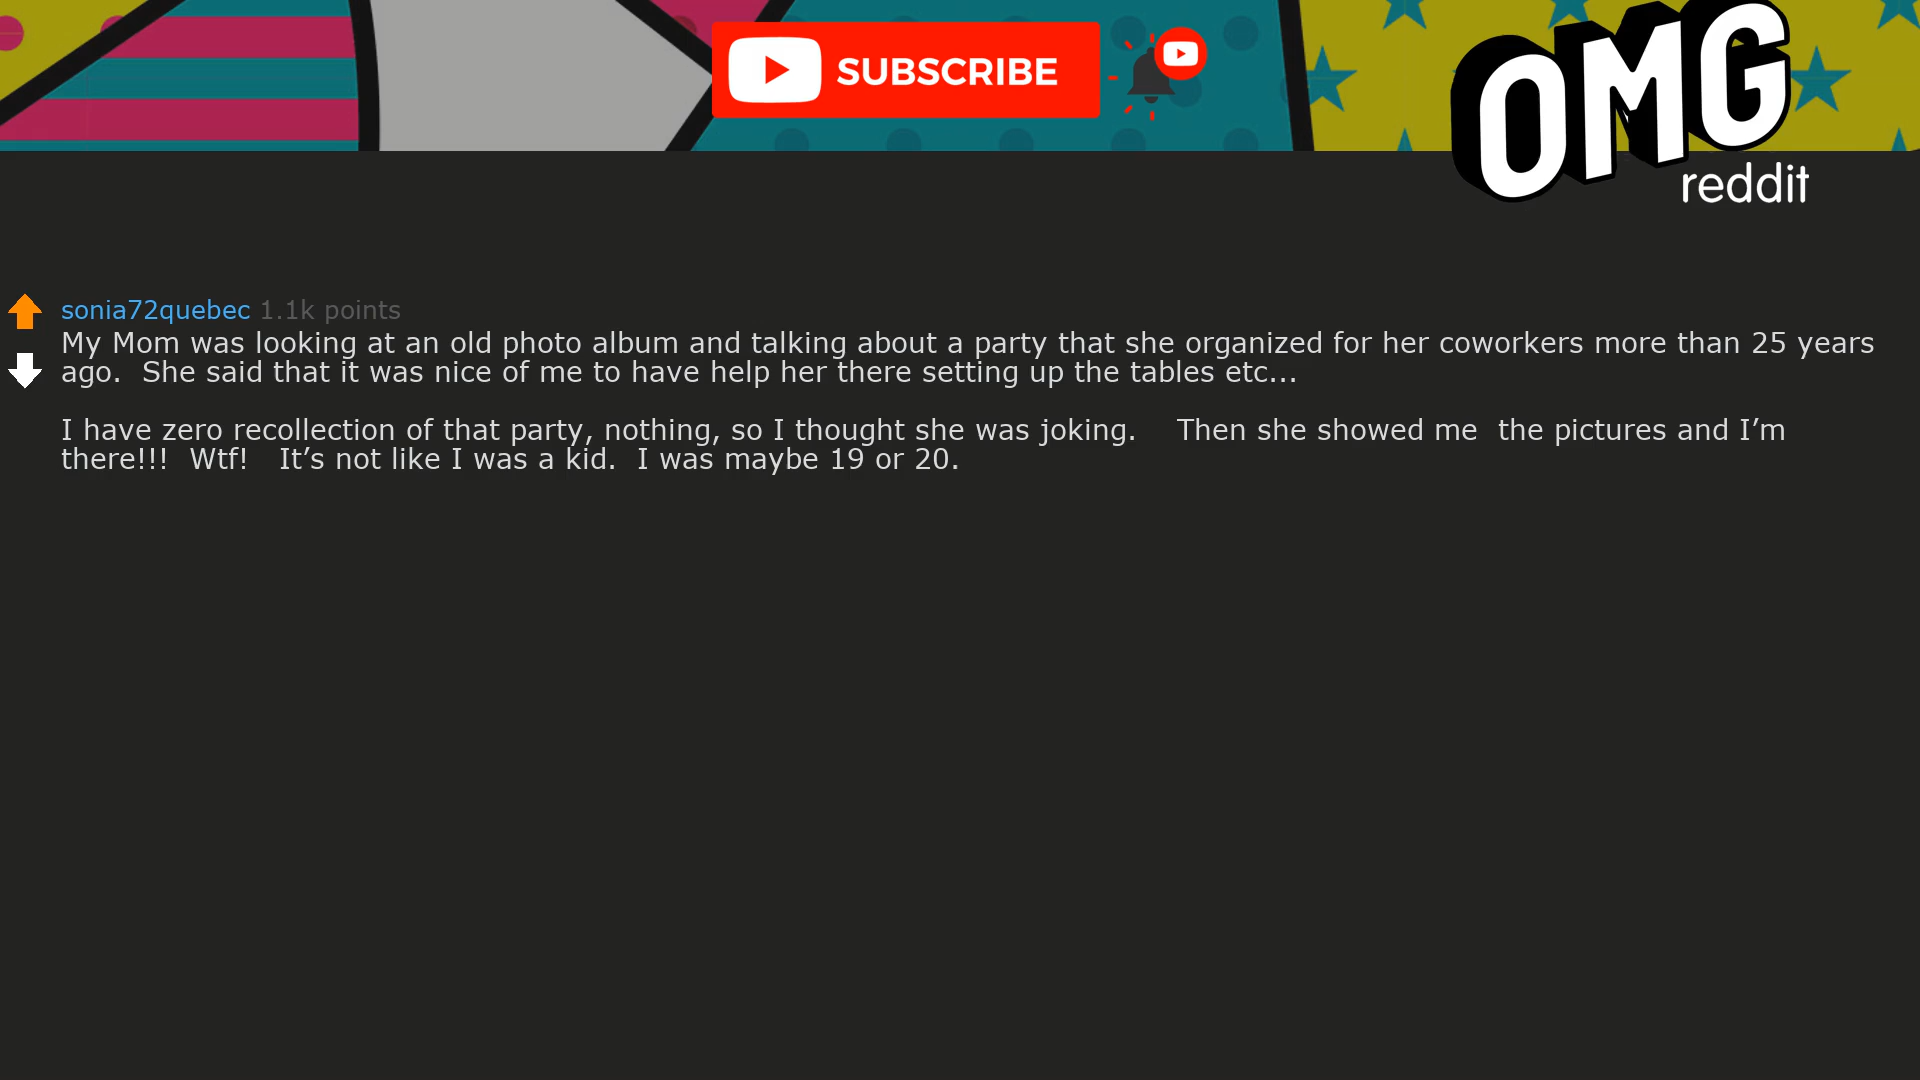 SUBSCRIBE
OMG
reddit
sonia72quebec 1.1k points
My Mom was looking at an old photo album and talking about a party that she organized for her coworkers more than 25 years
ago.  She said that it was nice of me to have help her there setting up the tables etc...
I have zero recollection of that party, nothing, so I thought she was joking.    Then she showed me  the pictures and I’m
there!!!  Wtf!   It’s not like I was a kid.  I was maybe 19 or 20.